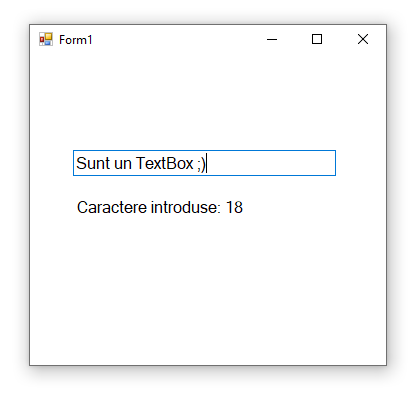 Form1
Sunt un TextBox ;)
Caractere introduse: 18